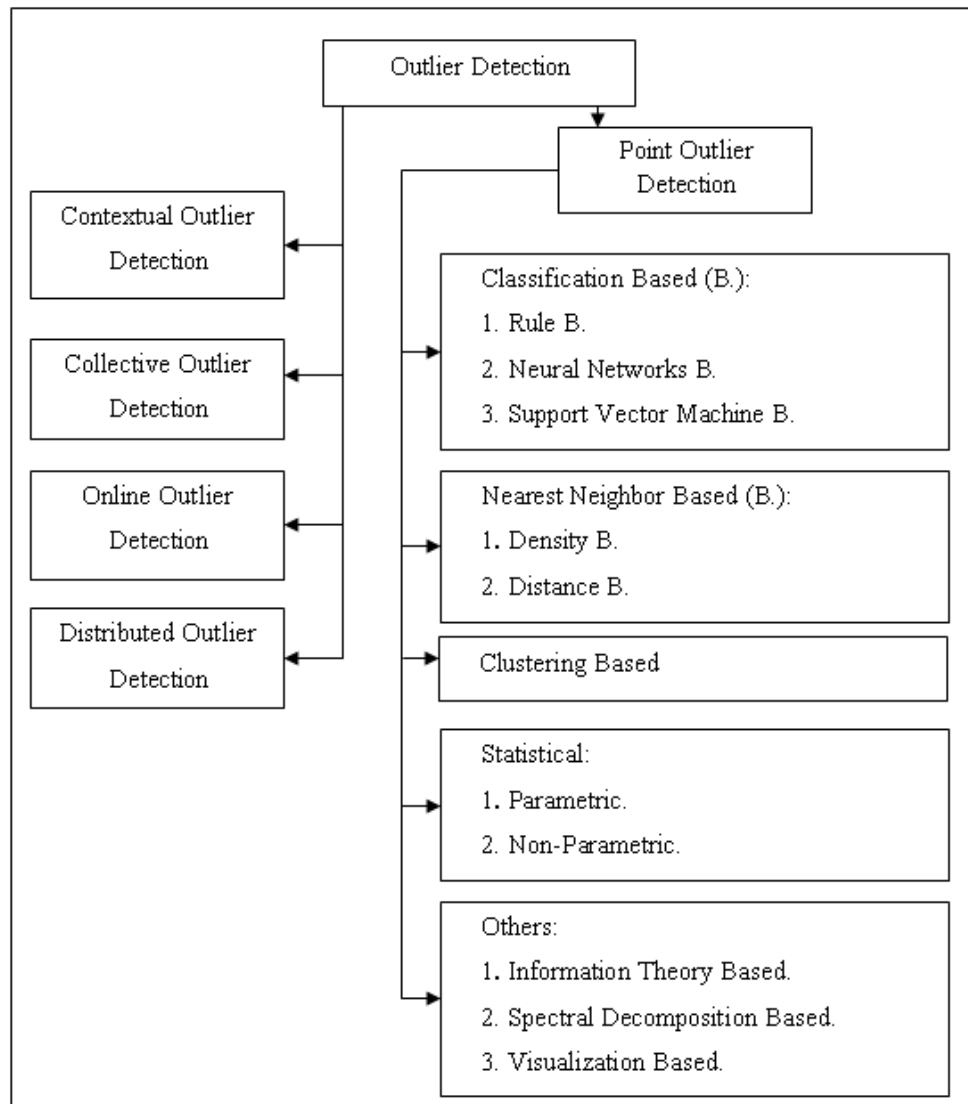 Outlier Detection
Point Outlier
Detection
Contextual Outlier
Detection
Collective Outlier
Detection
Online Outlier
Detection
Distributed Outlier
Detection
Classification Based (B.):
1. Rule B.
2. Neural Networks B.
3. Support Vector Machine B.
Nearest Neighbor Based (B.):
1. Density B.
2. Distance B.
Clustering Based
Statistical:
1. Parametric.
2. Non-Parametric.
Others:
1. Information Theory Based.
2. Spectral Decomposition Based.
3. Visualization Based.